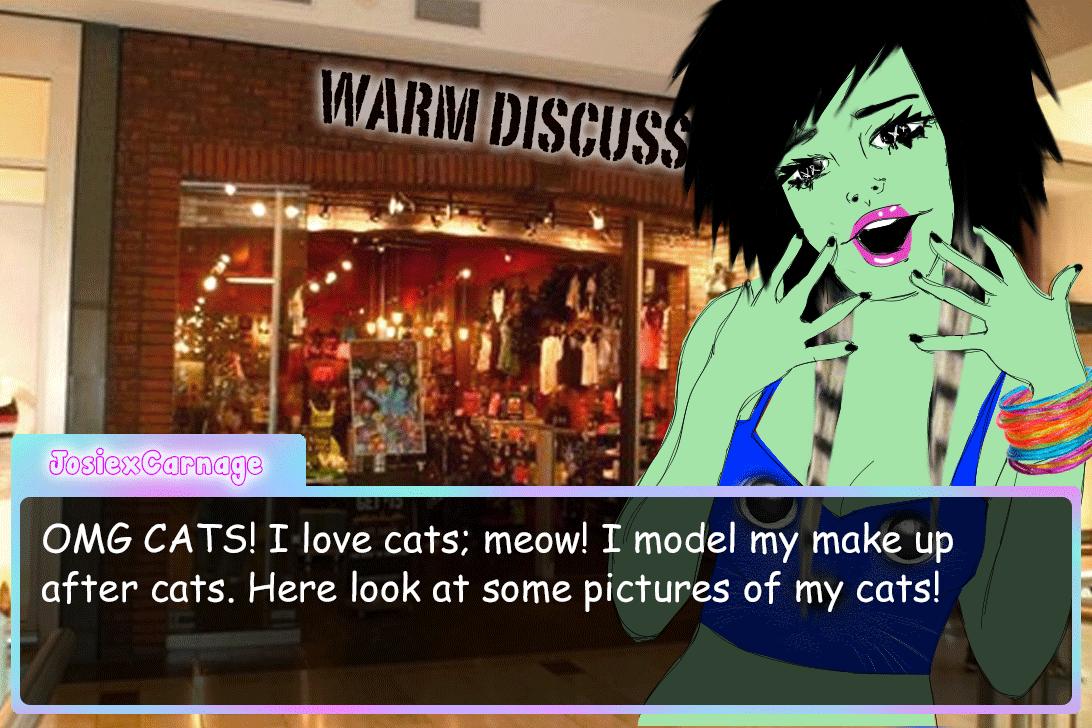 WARM DISCUSS
JosiexCarnage
OMG CATS! I love cats; meow! I model my make up
after cats. Here look at some pictures of my cats!